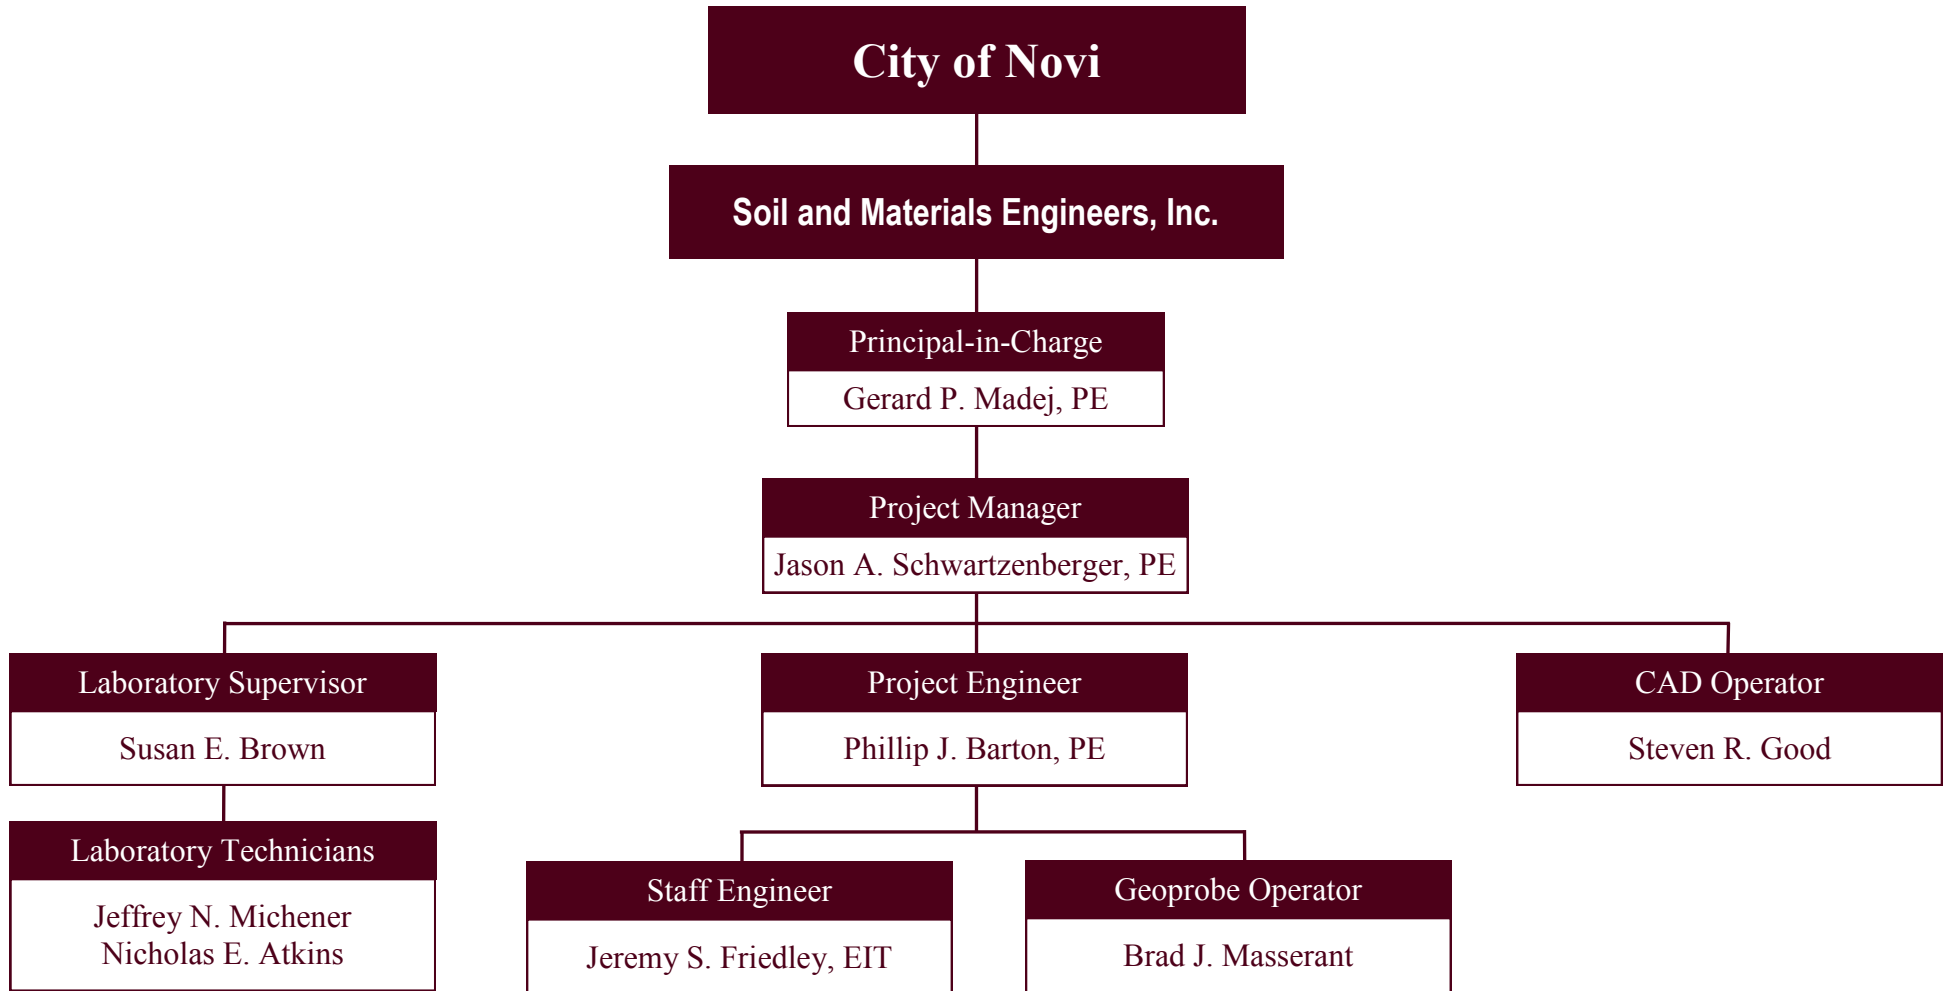 City of Novi
Soil and Materials Engineers, Inc.
Principal-in-Charge
Gerard P. Madej, PE
Project Manager
Jason A. Schwartzenberger, PE
Laboratory Supervisor
Susan E. Brown
Project Engineer
Phillip J. Barton, PE
CAD Operator
Steven R. Good
Laboratory Technicians
Jeffrey N. Michener
Nicholas E. Atkins
Staff Engineer
Jeremy S. Friedley, EIT
Geoprobe Operator
Brad J. Masserant